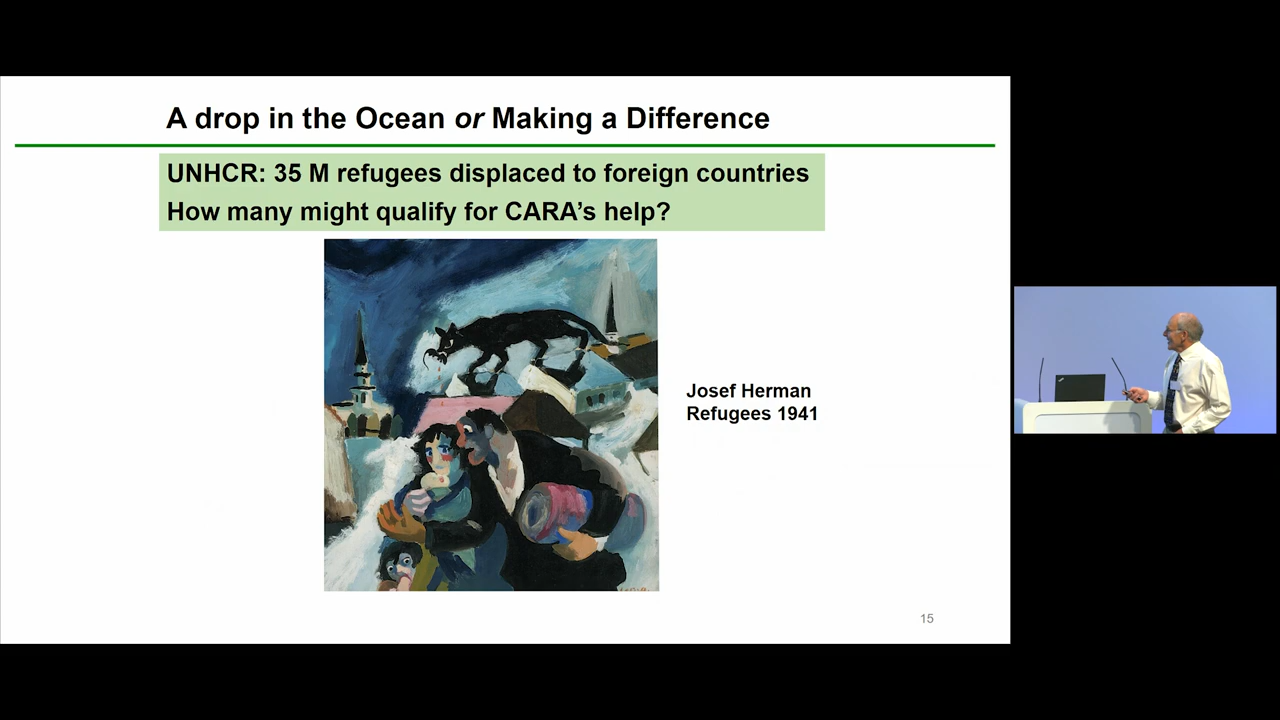 A drop in the Ocean or Making a Difference
UNHCR: 35 M refugees displaced to foreign countries
How many might qualify for CARA’s help?
Josef Herman
Refugees 1941
15